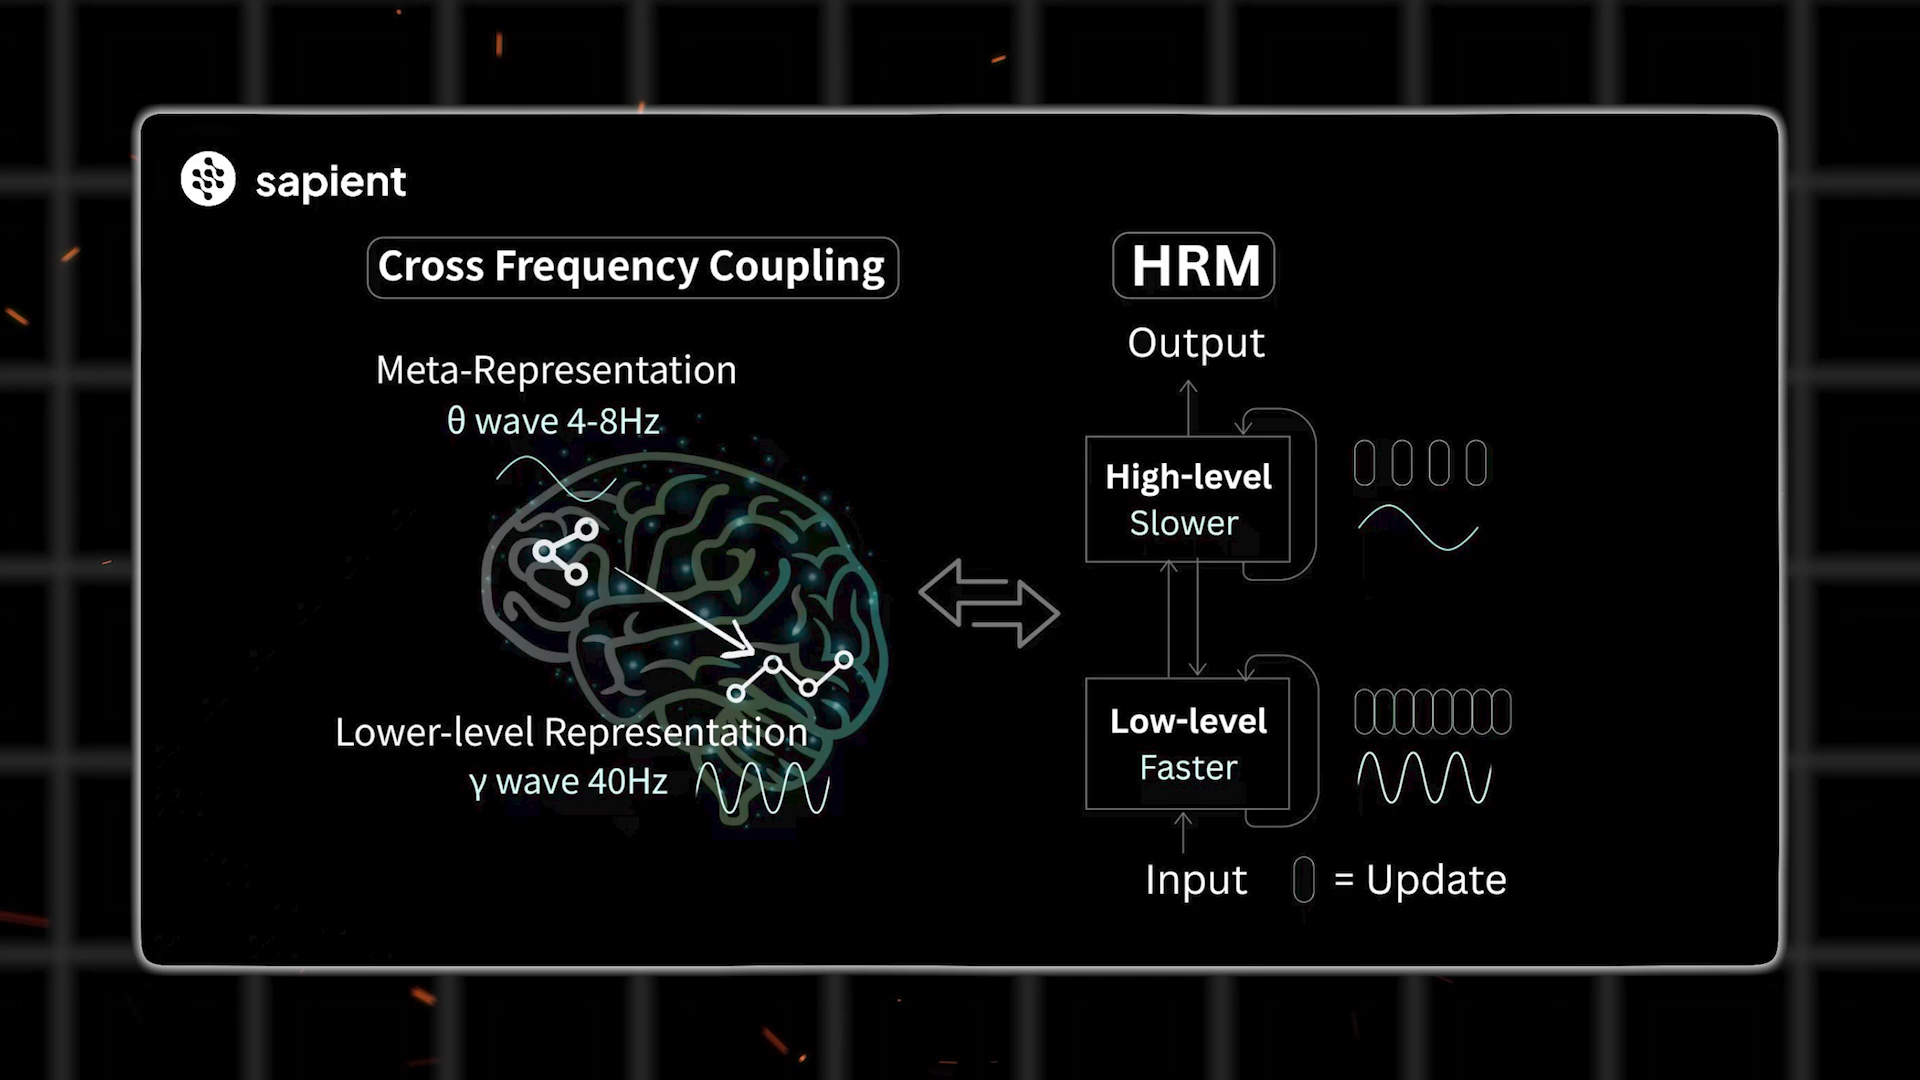 sapient
Cross Frequency Coupling
Meta-Representation
θ wave 4-8Hz
Lower-level Representation
γ wave 40Hz
HRM
Output
High-level
Slower
Low-level
Faster
Input
= Update